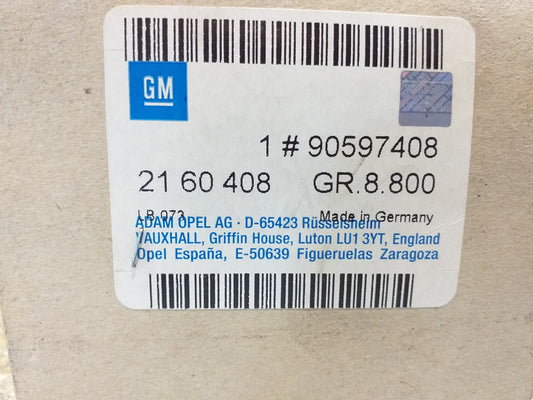 GM
1 # 90597408
21 60 408 GR.8.800
LB 073 Made in Germany
ADAM OPEL AG · D-65423 Rüsselsheim
VAUXHALL, Griffin House, Luton LU1 3YT, England
Opel España, E-50639 Figueruelas Zaragoza